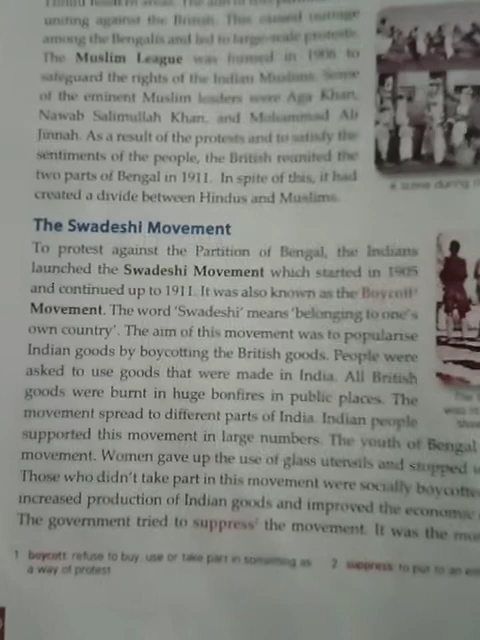 uniting against the British. This caused outrage
among the Bengalis and led to large-scale protests.
The Muslim League was formed in 1906 to
safeguard the rights of the Indian Muslims. Some
of the eminent Muslim leaders were Aga Khan,
Nawab Salimullah Khan, and Mohammad Ali
Jinnah. As a result of the protests and to satisfy the
sentiments of the people, the British reunited the
two parts of Bengal in 1911. In spite of this, it had
created a divide between Hindus and Muslims.
A scene during
The Swadeshi Movement
To protest against the Partition of Bengal, the Indians
launched the Swadeshi Movement which started in 1905
and continued up to 1911. It was also known as the Boycott¹
Movement. The word 'Swadeshi' means 'belonging to one's
own country'. The aim of this movement was to popularise
Indian goods by boycotting the British goods. People were
asked to use goods that were made in India. All British
goods were burnt in huge bonfires in public places. The
movement spread to different parts of India. Indian people
supported this movement in large numbers. The youth of Bengal
movement. Women gave up the use of glass utensils and stopped
Those who didn't take part in this movement were socially
increased production of Indian goods and improved the economic
The government tried to suppress² the movement. It was the
1 boycott: refuse to buy, use or take part in something as
a way of protest
2 suppress: to put to an